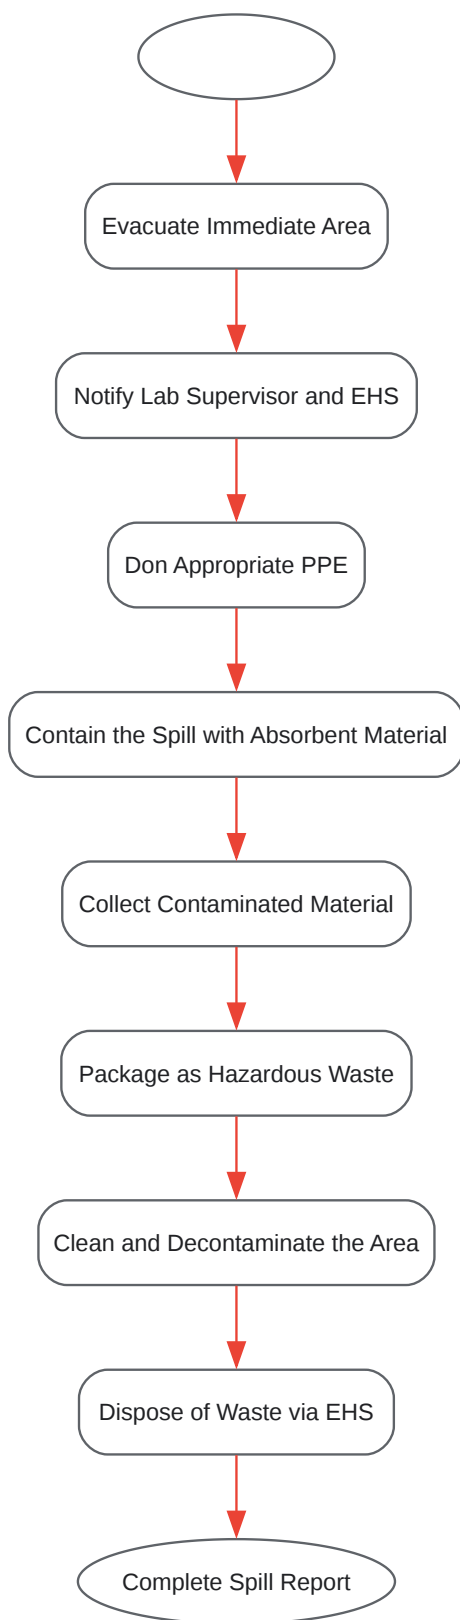 Evacuate Immediate Area
Notify Lab Supervisor and EHS
Don Appropriate PPE
Contain the Spill with Absorbent Material
Collect Contaminated Material
Package as Hazardous Waste
Clean and Decontaminate the Area
Dispose of Waste via EHS
Complete Spill Report